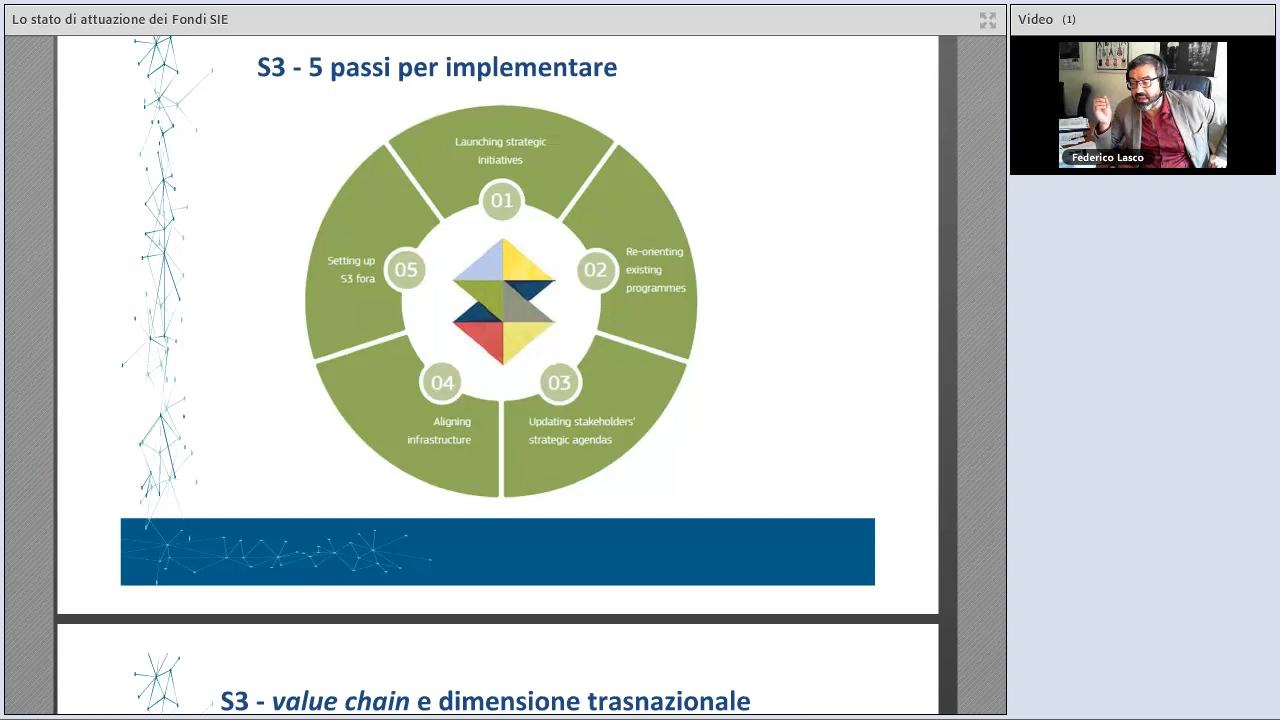 Lo stato di attuazione dei Fondi SIE
Video (1)
Federico Lasco
S3 - 5 passi per implementare
Launching strategic
initiatives
01
Re-orienting
existing
programmes
02
Updating stakeholders'
strategic agendas
03
Aligning
infrastructure
04
Setting up
S3 fora
05
S3 - value chain e dimensione trasnazionale